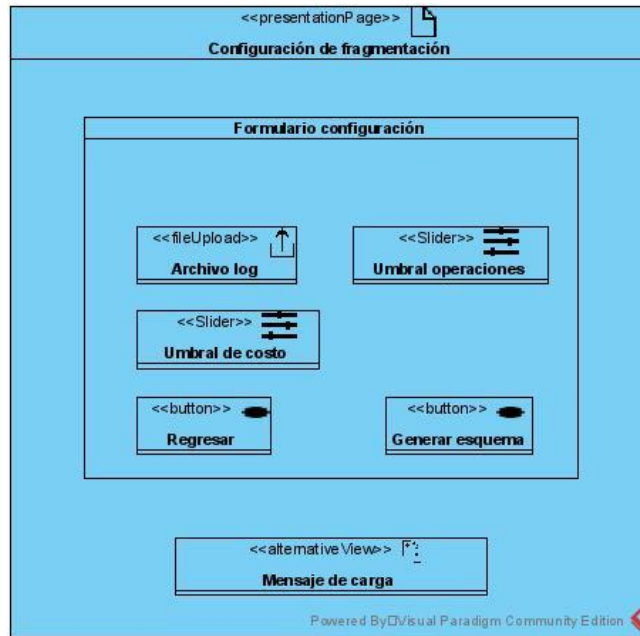 <<presentationPage>>
Configuración de fragmentación
Formulario configuración
<<fileUpload>>
Archivo log
<<Slider>>
Umbral operaciones
<<Slider>>
Umbral de costo
<<button>>
Regresar
<<button>>
Generar esquema
<<alternativeView>>
Mensaje de carga
Powered By□Visual Paradigm Community Edition